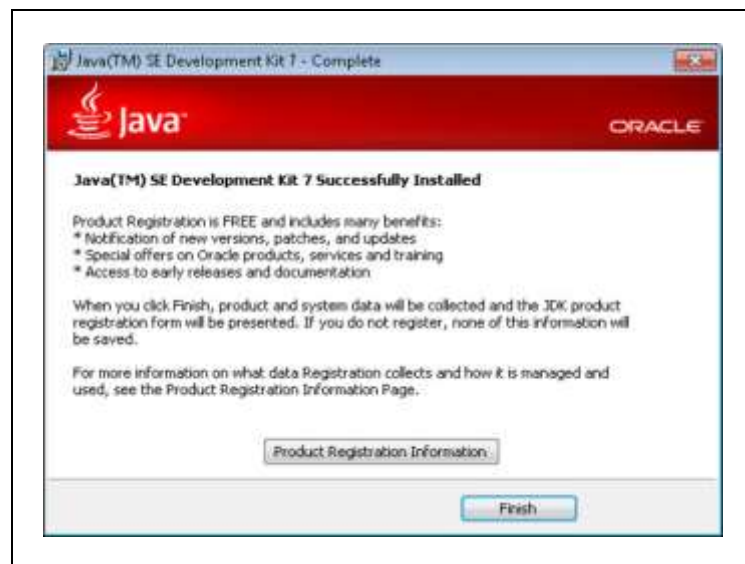 Java(TM) SE Development Kit 7 - Complete
Java
ORACLE
Java(TM) SE Development Kit 7 Successfully Installed
Product Registration is FREE and includes many benefits:
* Notification of new versions, patches, and updates
* Special offers on Oracle products, services and training
* Access to early releases and documentation
When you click Finish, product and system data will be collected and the JDK product
registration form will be presented. If you do not register, none of this information will
be saved.
For more information on what data Registration collects and how it is managed and
used, see the Product Registration Information Page.
Product Registration Information
Finish